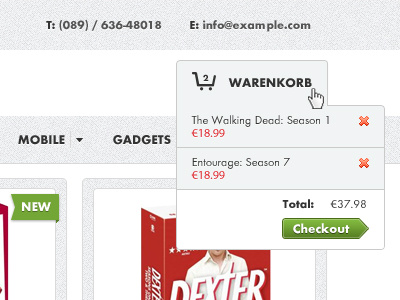 T: (089) / 636-48018 E: info@example.com
2 WARENKORB
The Walking Dead: Season 1
€18.99
MOBILE GADGETS
Entourage: Season 7
€18.99
NEW
Total: €37.98
Checkout
DEXTER